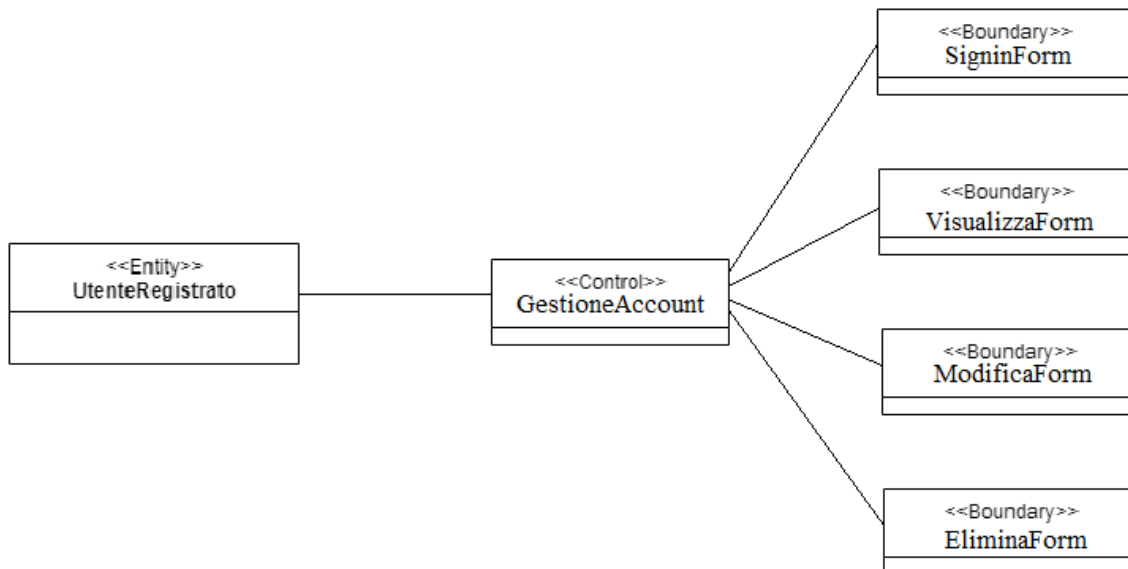 <<Boundary>>
SigninForm
<<Boundary>>
VisualizzaForm
<<Entity>>
UtenteRegistrato
<<Control>>
GestioneAccount
<<Boundary>>
ModificaForm
<<Boundary>>
EliminaForm